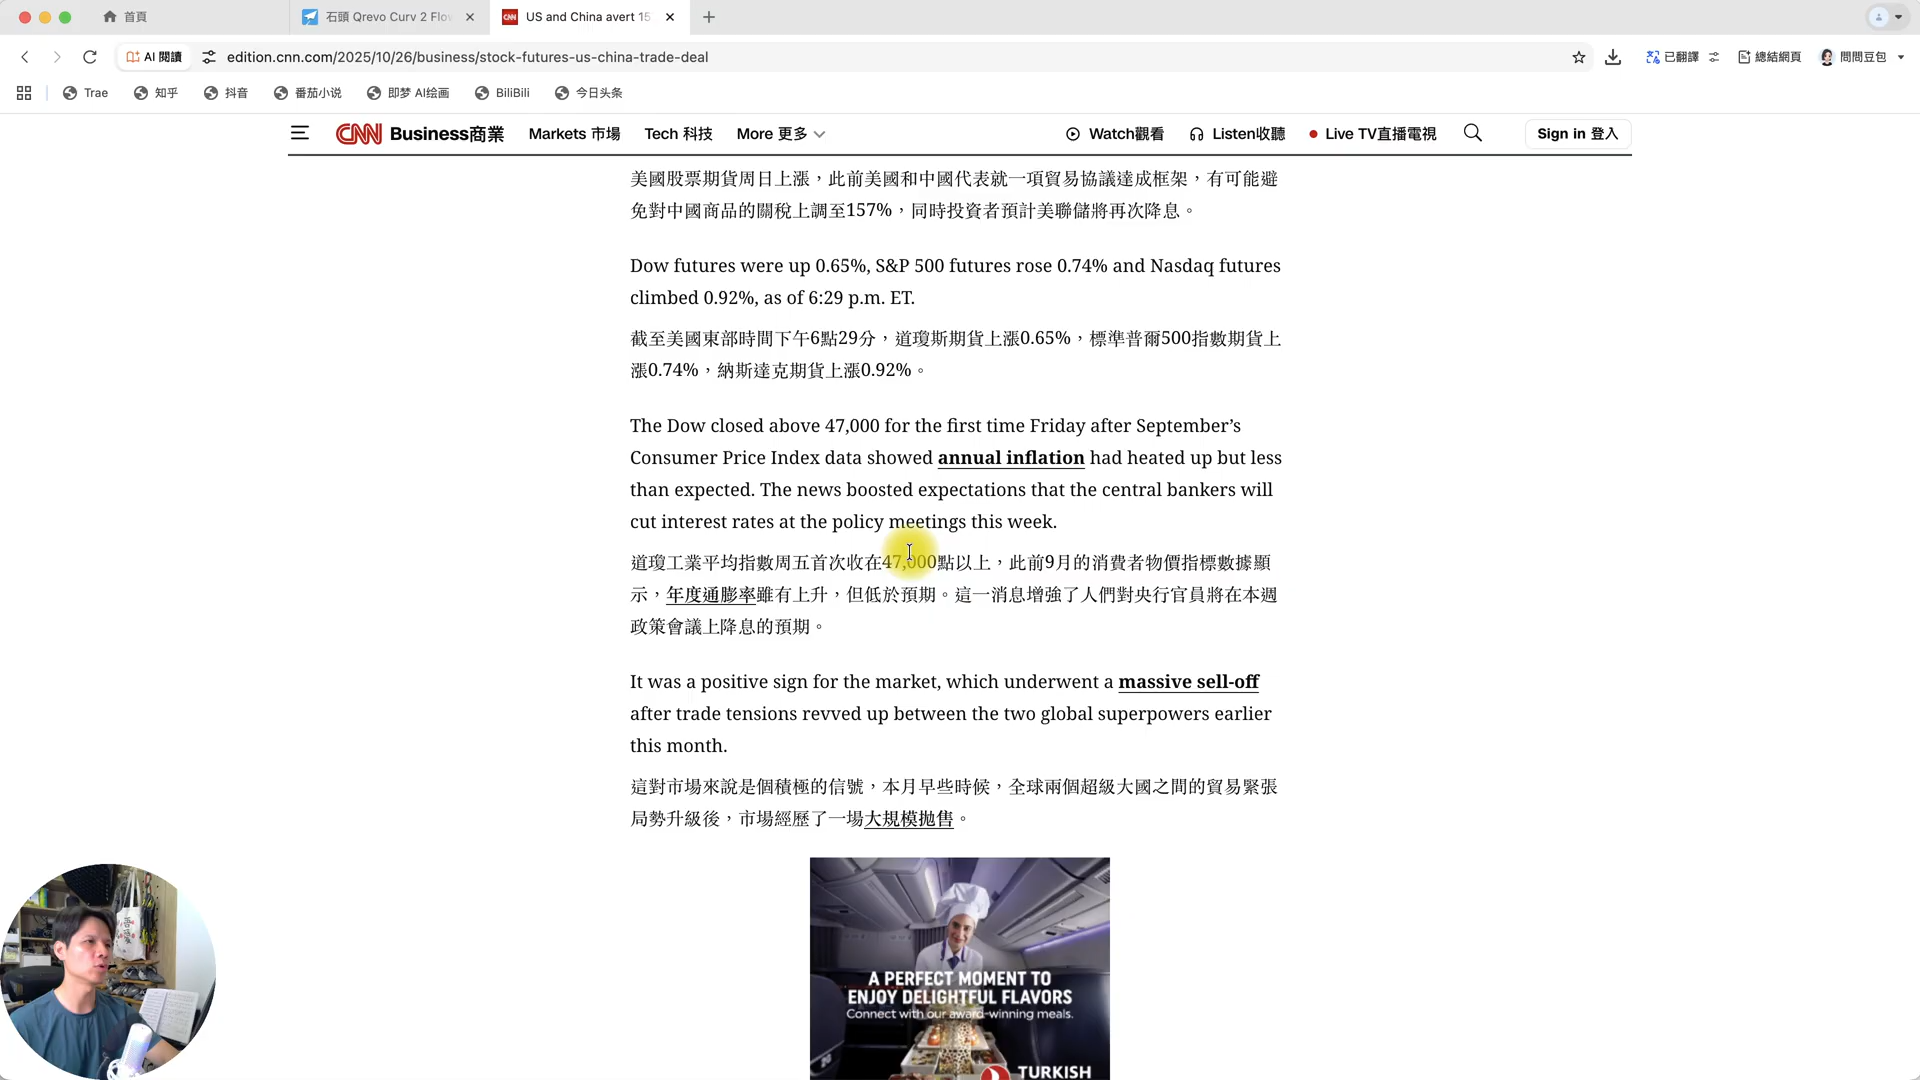 首頁
石頭 Qrevo Curv 2 Flo
CNN US and China avert 15
AI 閱讀
edition.cnn.com/2025/10/26/business/stock-futures-us-china-trade-deal
已翻譯
總結網頁
問問豆包
Trae
知乎
抖音
番茄小说
即梦 AI绘画
BiliBili
今日头条
CNN Business商業
Markets 市場
Tech 科技
More 更多
Watch觀看
Listen收聽
Live TV直播電視
Sign in 登入
美國股票期貨周日上漲，此前美國和中國代表就一項貿易協議達成框架，有可能避
免對中國商品的關稅上調至157%，同時投資者預計美聯儲將再次降息。
Dow futures were up 0.65%, S&P 500 futures rose 0.74% and Nasdaq futures
climbed 0.92%, as of 6:29 p.m. ET.
截至美國東部時間下午6點29分，道瓊斯期貨上漲0.65%，標準普爾500指數期貨上
漲0.74%，納斯達克期貨上漲0.92%。
The Dow closed above 47,000 for the first time Friday after September’s
Consumer Price Index data showed annual inflation had heated up but less
than expected. The news boosted expectations that the central bankers will
cut interest rates at the policy meetings this week.
道瓊工業平均指數周五首次收在47,000點以上，此前9月的消費者物價指標數據顯
示，年度通膨率雖有上升，但低於預期。這一消息增強了人們對央行官員將在本週
政策會議上降息的預期。
It was a positive sign for the market, which underwent a massive sell-off
after trade tensions revved up between the two global superpowers earlier
this month.
這對市場來說是個積極的信號，本月早些時候，全球兩個超級大國之間的貿易緊張
局勢升級後，市場經歷了一場大規模拋售。
A PERFECT MOMENT TO
ENJOY DELIGHTFUL FLAVORS
Connect with our award-winning meals.
TURKISH